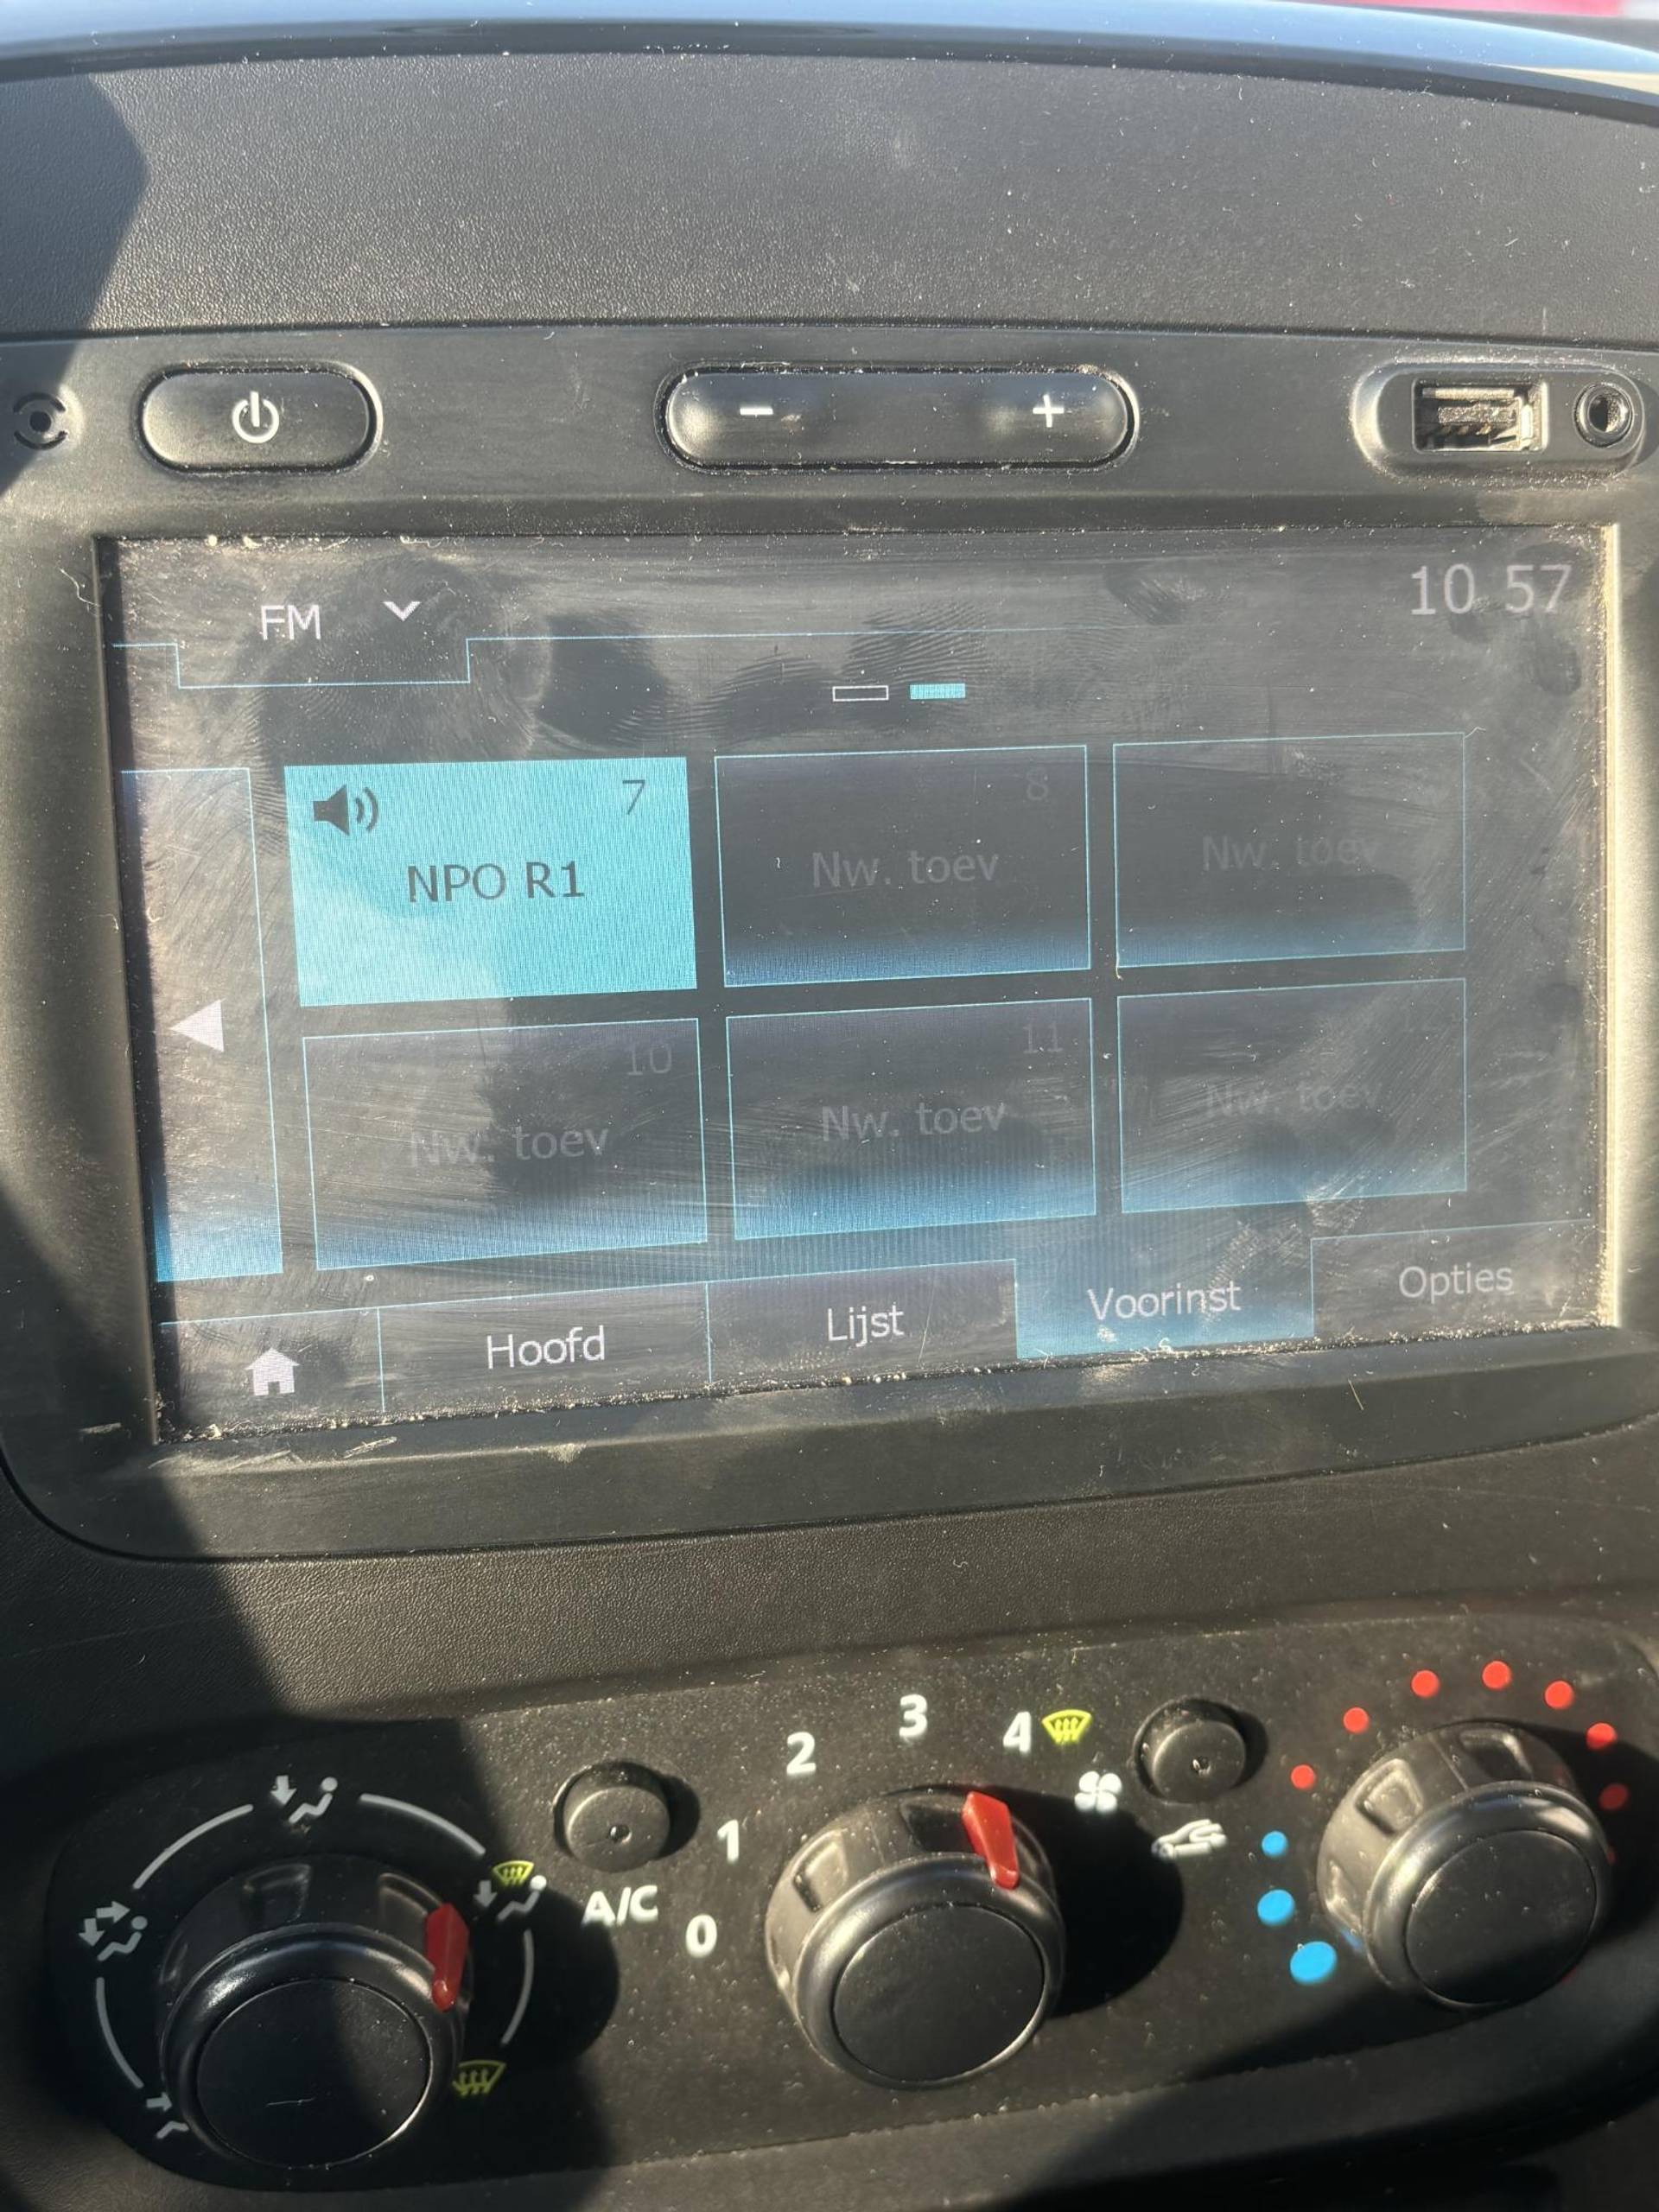 FM
10 57
7
NPO R1
8
Nw. toev
Nw. toev
10
Nw. toev
11
Nw. toev
Nw. toev
Hoofd
Lijst
Voorinst
Opties
0
1
2
3
4
A/C